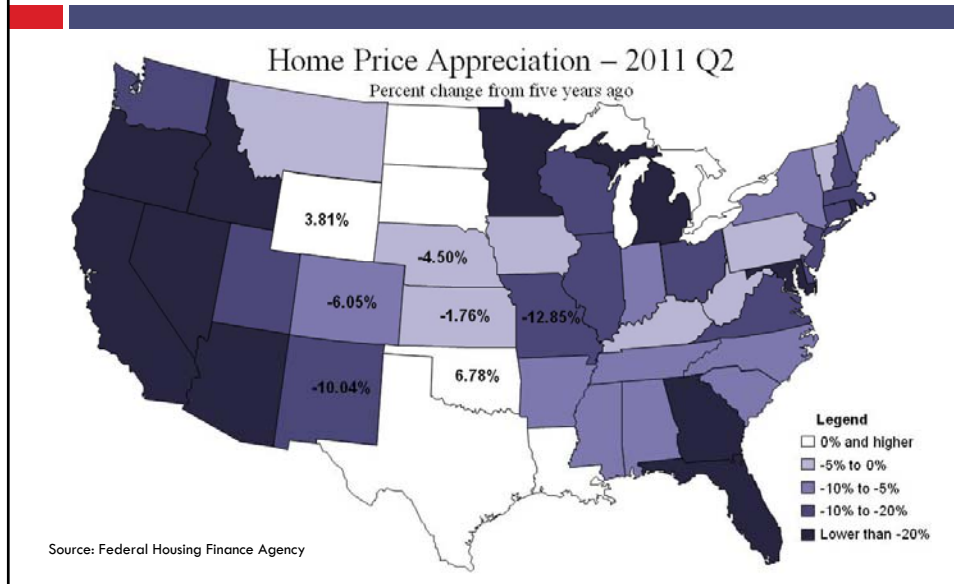 Home Price Appreciation – 2011 Q2
Percent change from five years ago
3.81%
-4.50%
-6.05%
-1.76%
-12.85%
-10.04%
6.78%
Legend
0% and higher
-5% to 0%
-10% to -5%
-10% to -20%
Lower than -20%
Source: Federal Housing Finance Agency